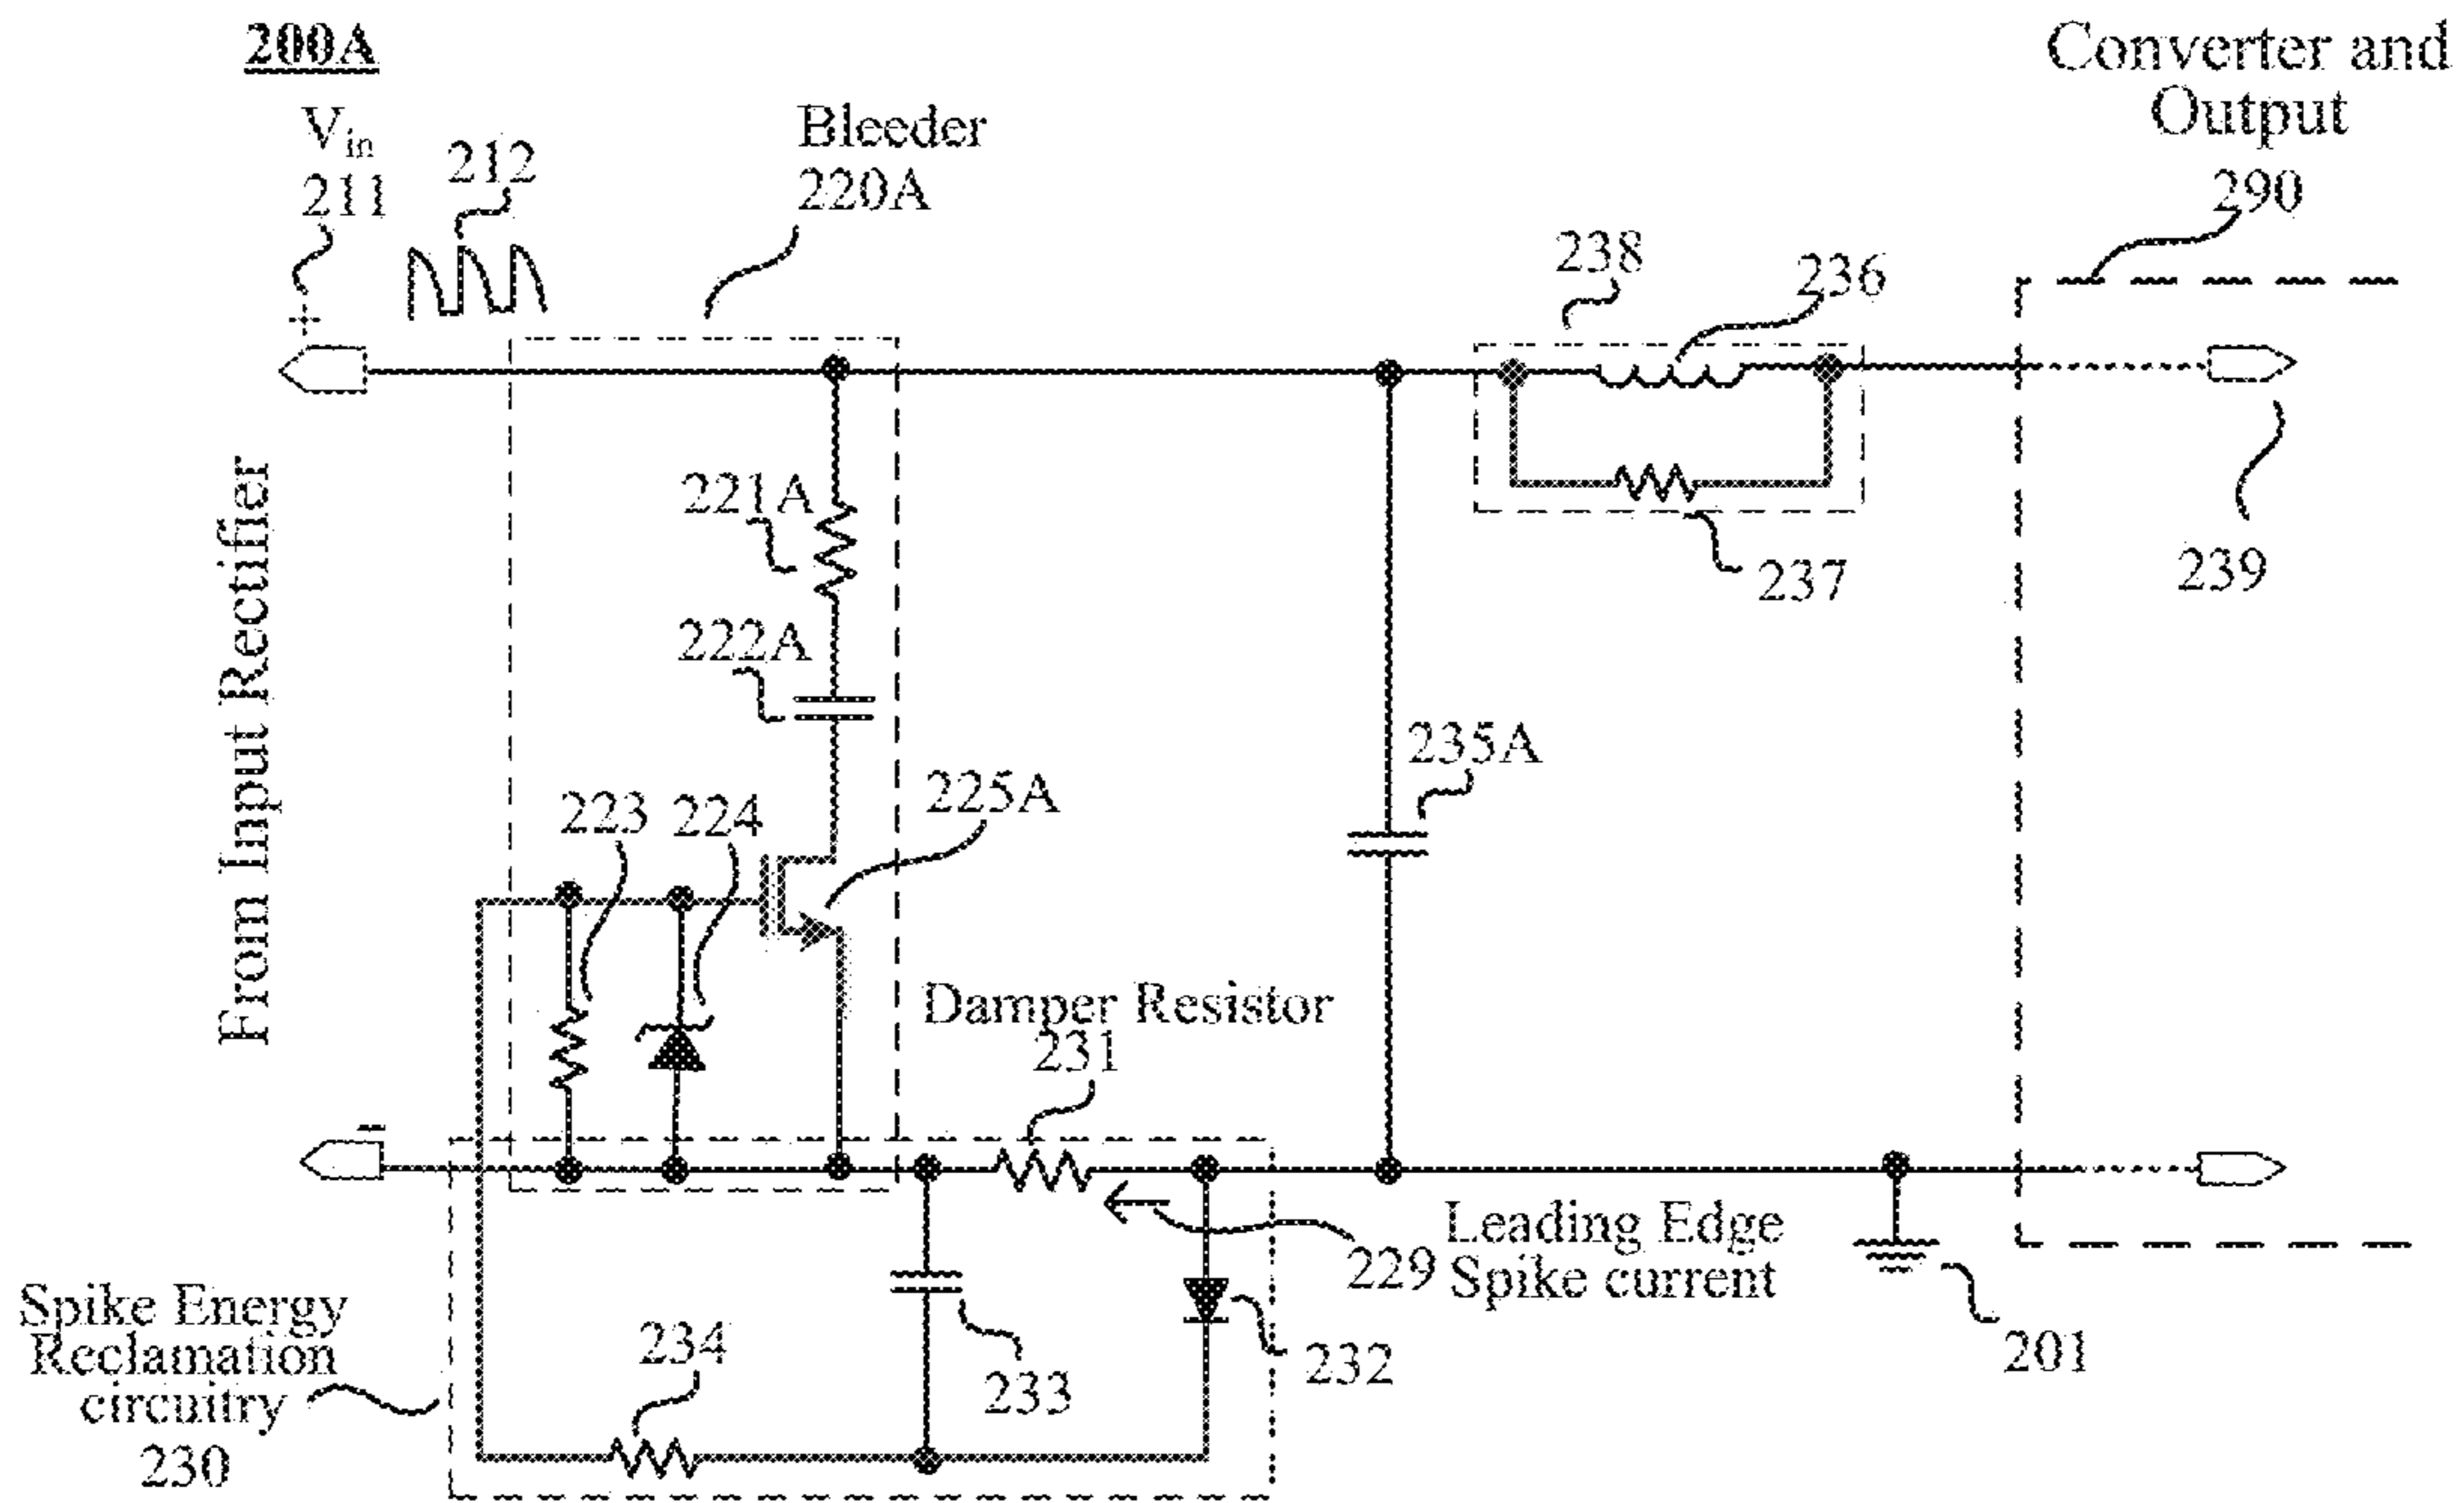 200A
Vin
211
212
Bleeder
220A
Converter and
Output
290
238
236
237
239
From Input Rectifier
221A
222A
223
224
225A
235A
Damper Resistor
231
Leading Edge
Spike current
229
201
Spike Energy
Reclamation
circuitry
230
234
233
232
+
-